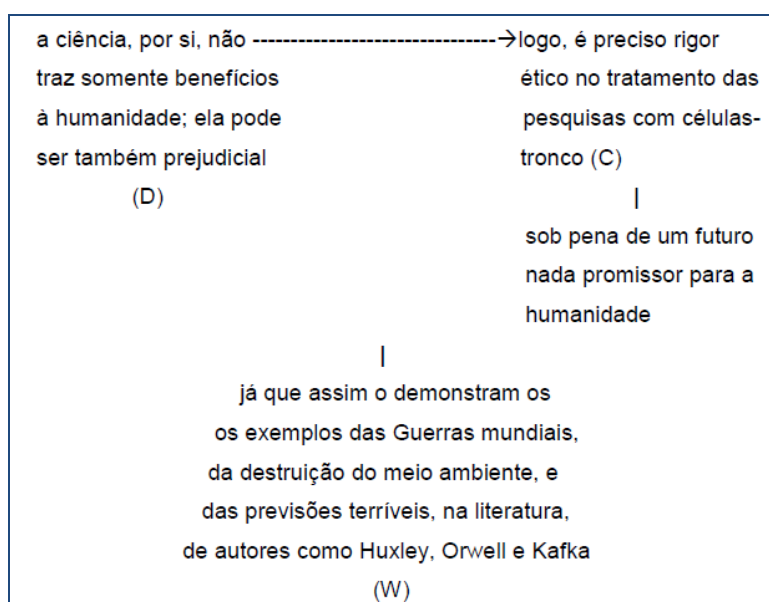 a ciência, por si, não ---------------------------------→logo, é preciso rigor
traz somente benefícios ético no tratamento das
à humanidade; ela pode pesquisas com células-
ser também prejudicial tronco (C)
(D) |
sob pena de um futuro
nada promissor para a
humanidade
|
já que assim o demonstram os
os exemplos das Guerras mundiais,
da destruição do meio ambiente, e
das previsões terríveis, na literatura,
de autores como Huxley, Orwell e Kafka
(W)